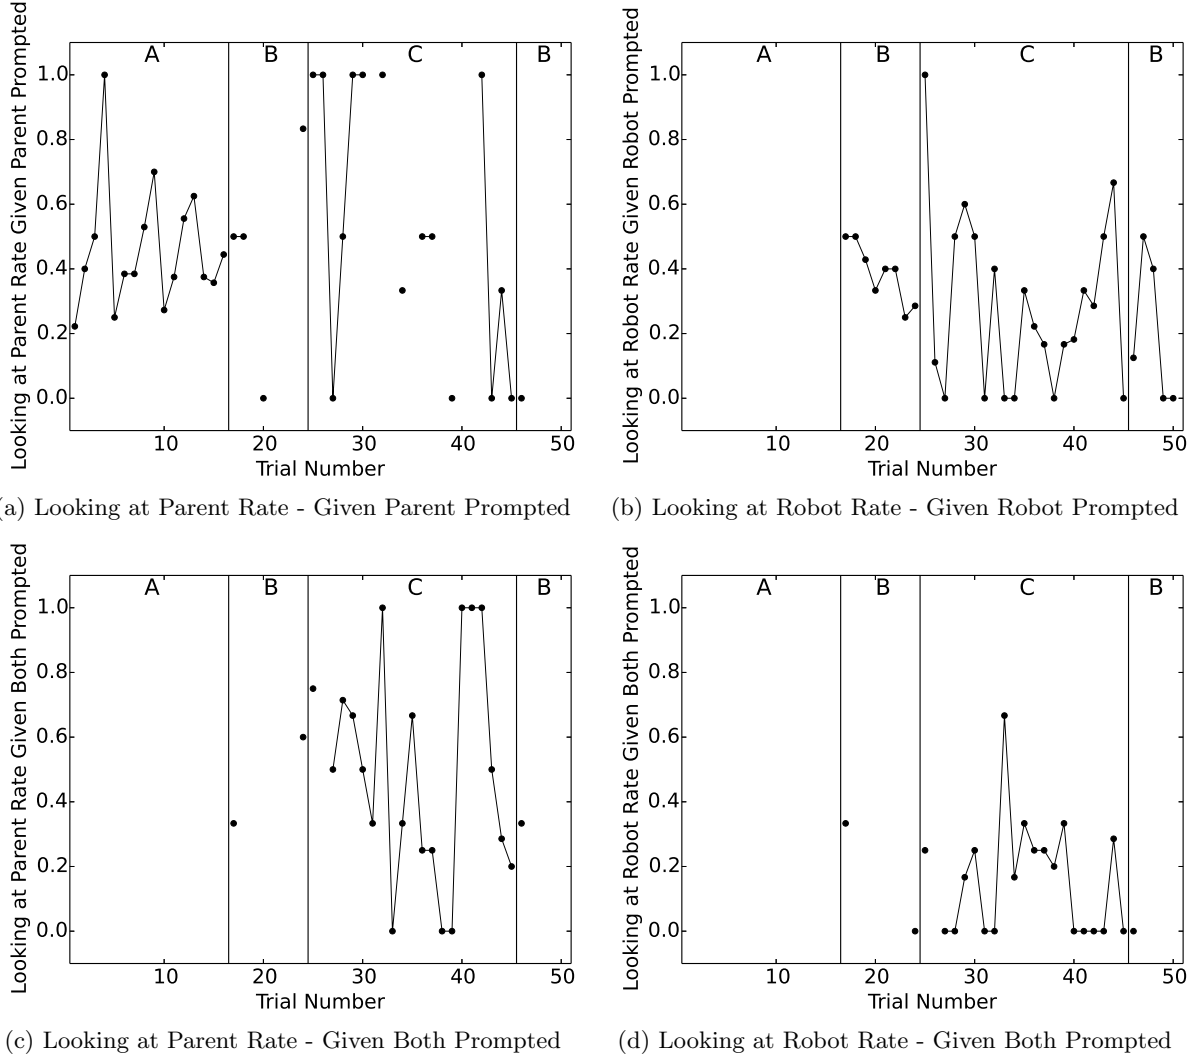 Looking at Parent Rate Given Parent Prompted
A B C B
1.0
0.8
0.6
0.4
0.2
0.0
10 20 30 40 50
Trial Number
(a) Looking at Parent Rate - Given Parent Prompted
Looking at Robot Rate Given Robot Prompted
A B C B
1.0
0.8
0.6
0.4
0.2
0.0
10 20 30 40 50
Trial Number
(b) Looking at Robot Rate - Given Robot Prompted
Looking at Parent Rate Given Both Prompted
A B C B
1.0
0.8
0.6
0.4
0.2
0.0
10 20 30 40 50
Trial Number
(c) Looking at Parent Rate - Given Both Prompted
Looking at Robot Rate Given Both Prompted
A B C B
1.0
0.8
0.6
0.4
0.2
0.0
10 20 30 40 50
Trial Number
(d) Looking at Robot Rate - Given Both Prompted